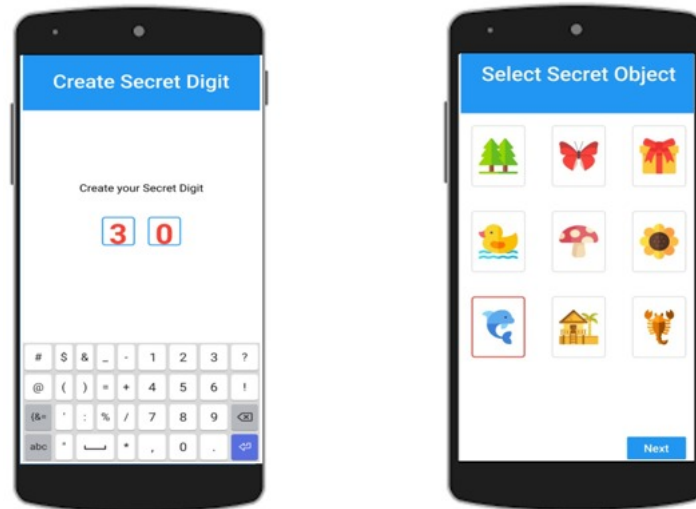 Create Secret Digit
Create your Secret Digit
3 0
# $ & _ - 1 2 3 ?
@ ( ) = + 4 5 6 !
{&= ' : % / 7 8 9
abc " * , 0 .
Select Secret Object
Next